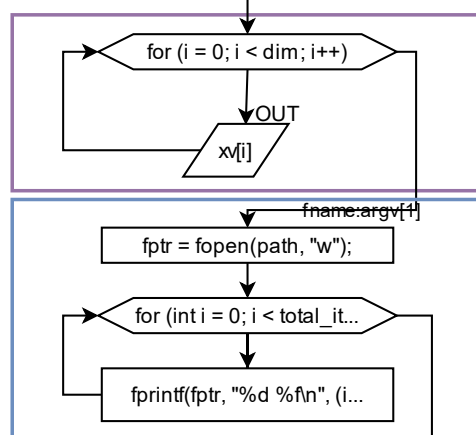 for (i = 0; i < dim; i++)
OUT
xv[i]
fname:argv[1]
fptr = fopen(path, "w");
for (int i = 0; i < total_it...
fprintf(fptr, "%d %f\n", (i...